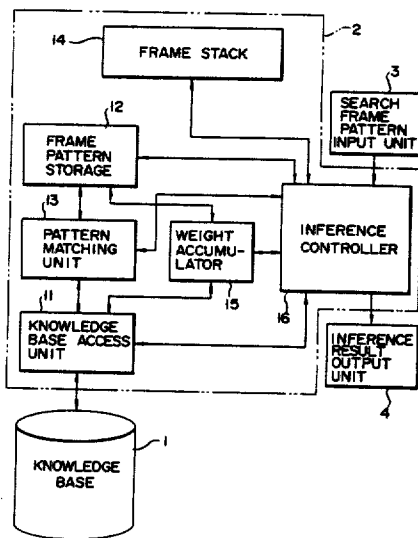 14
FRAME STACK
2
3
SEARCH
FRAME
PATTERN
INPUT UNIT
12
FRAME
PATTERN
STORAGE
13
PATTERN
MATCHING
UNIT
WEIGHT
ACCUMU-
LATOR
15
INFERENCE
CONTROLLER
16
11
KNOWLEDGE
BASE ACCESS
UNIT
INFERENCE
RESULT
OUTPUT
UNIT
4
1
KNOWLEDGE
BASE